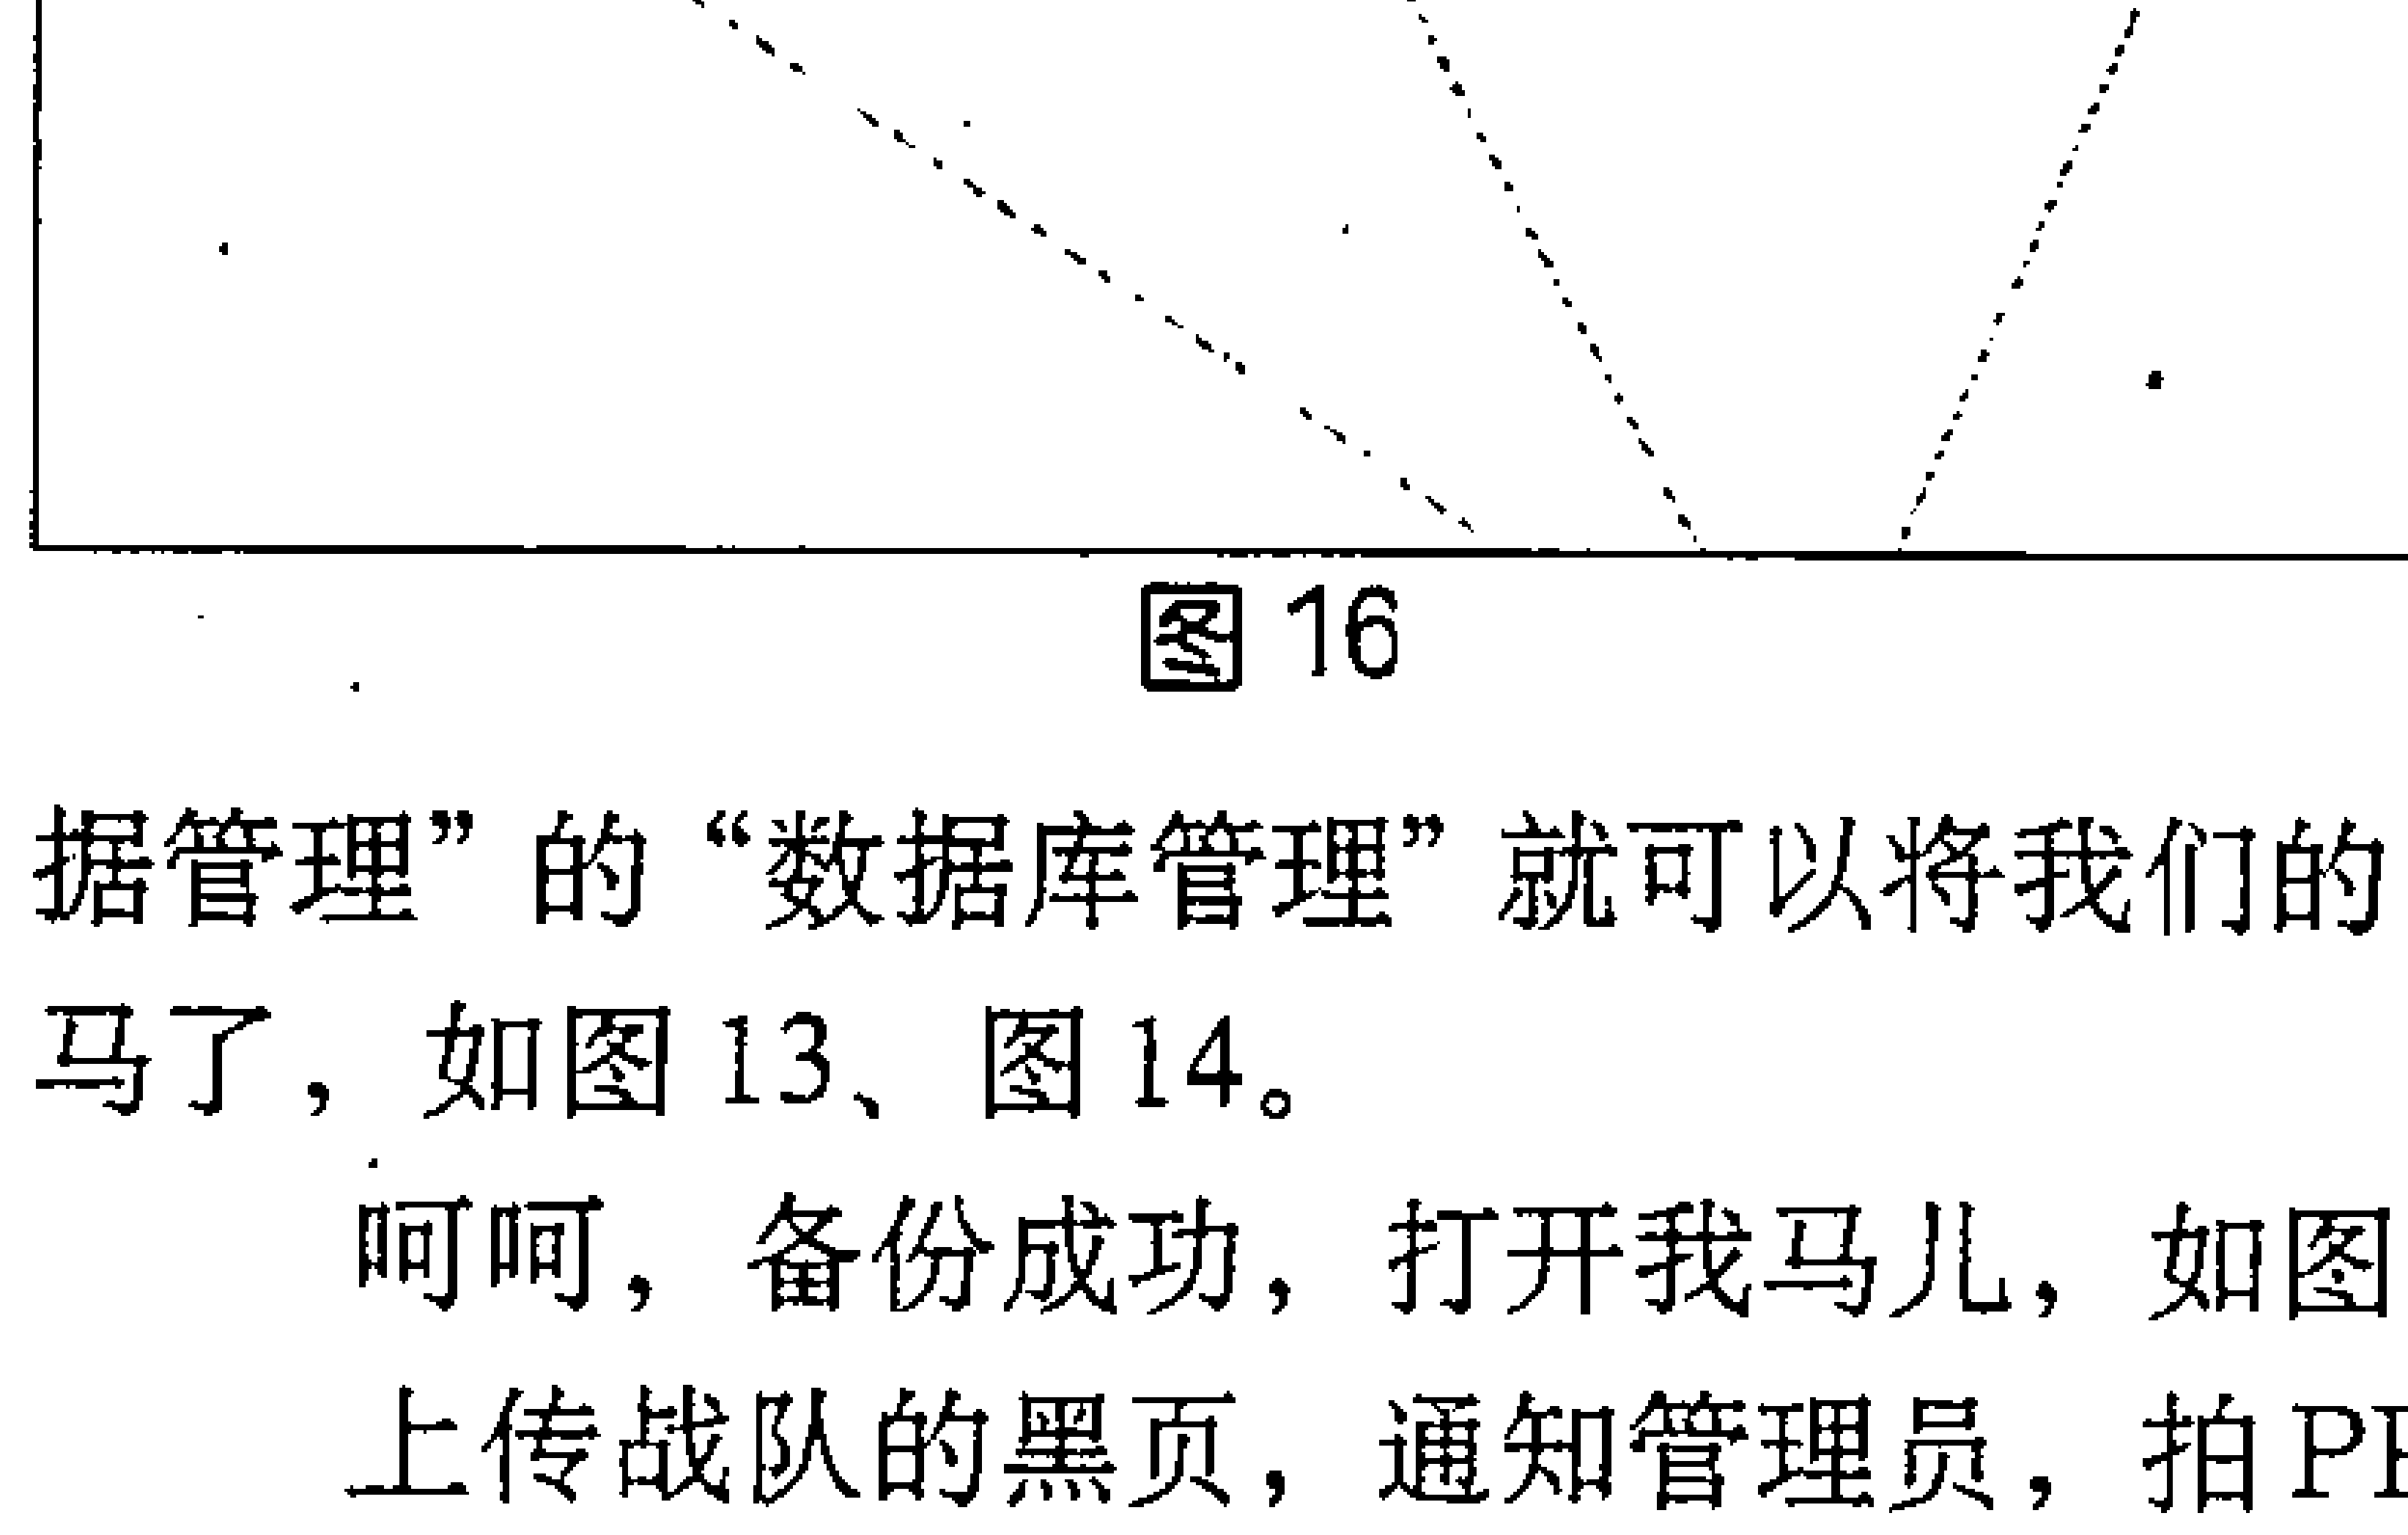 图 16
据管理”的“数据库管理”就可以将我们的
马了，如图 13、图 14。
呵呵，备份成功，打开我马儿，如图
上传战队的黑页，通知管理员，拍 P